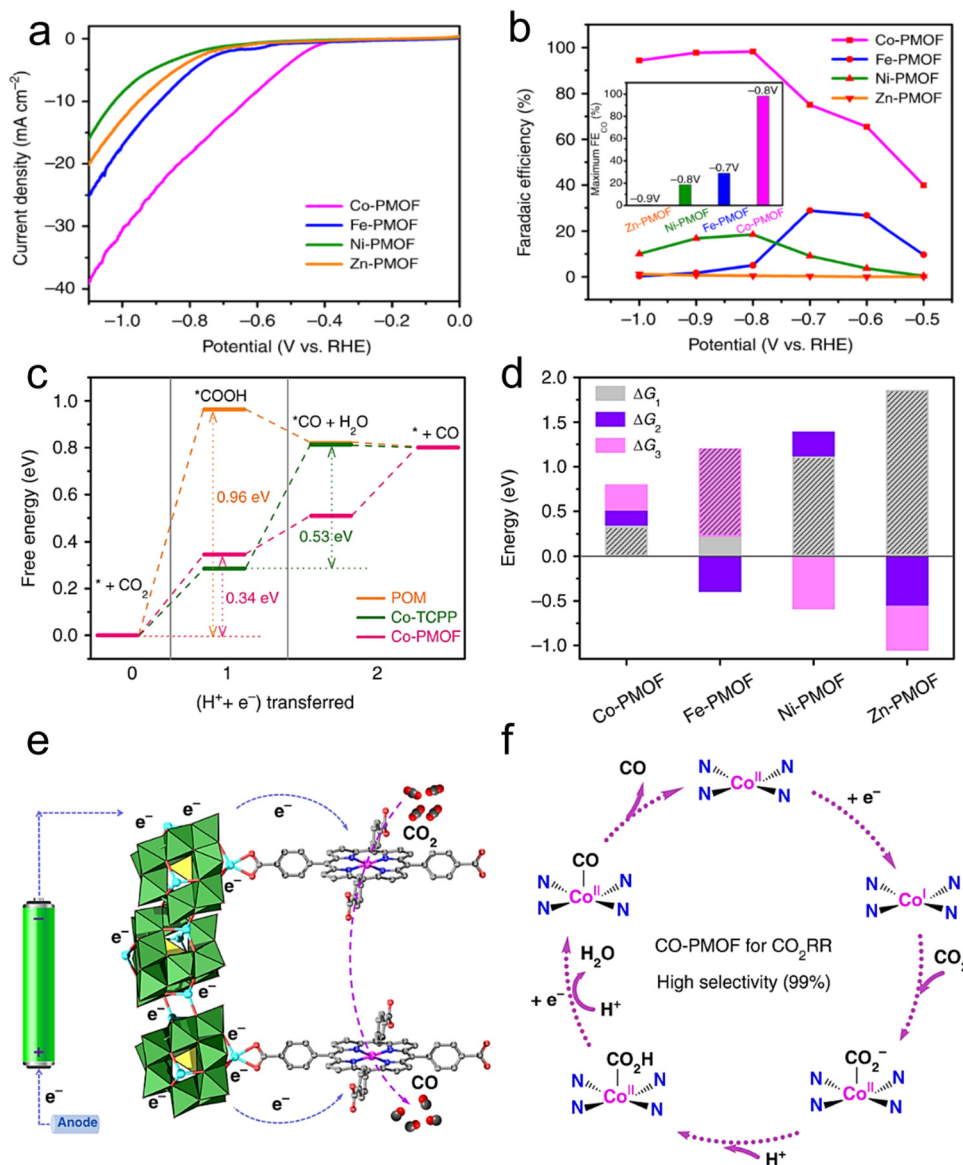 a
0
−10
−20
−30
−40
Current density (mA cm⁻²)
Co-PMOF
Fe-PMOF
Ni-PMOF
Zn-PMOF
−1.0
−0.8
−0.6
−0.4
−0.2
0.0
Potential (V vs. RHE)
b
100
80
60
40
20
0
Faradaic efficiency (%)
Co-PMOF
Fe-PMOF
Ni-PMOF
Zn-PMOF
Maximum FE_CO (%)
100
80
60
40
20
0
−0.9V
−0.8V
−0.7V
−0.8V
Zn-PMOF
Ni-PMOF
Fe-PMOF
Co-PMOF
−1.0
−0.9
−0.8
−0.7
−0.6
−0.5
Potential (V vs. RHE)
c
1.0
0.8
0.6
0.4
0.2
0.0
Free energy (eV)
*COOH
*CO + H₂O
* + CO
0.96 eV
0.53 eV
0.34 eV
* + CO₂
POM
Co-TCPP
Co-PMOF
0
1
2
(H⁺+ e⁻) transferred
d
2.0
1.5
1.0
0.5
0.0
−0.5
−1.0
Energy (eV)
ΔG₁
ΔG₂
ΔG₃
Co-PMOF
Fe-PMOF
Ni-PMOF
Zn-PMOF
e
e⁻
e⁻
e⁻
e⁻
e⁻
CO₂
−
e⁻
e⁻
e⁻
e⁻
e⁻
e⁻
e⁻
+
e⁻
e⁻
CO
e⁻
Anode
f
CO
N
Co^II
N
N
N
+ e⁻
CO
N
Co^II
N
N
N
N
Co^I
N
N
N
CO-PMOF for CO₂RR
High selectivity (99%)
H₂O
CO₂
+ e⁻
H⁺
CO₂H
N
Co^II
N
N
N
CO₂⁻
N
Co^II
N
N
N
H⁺